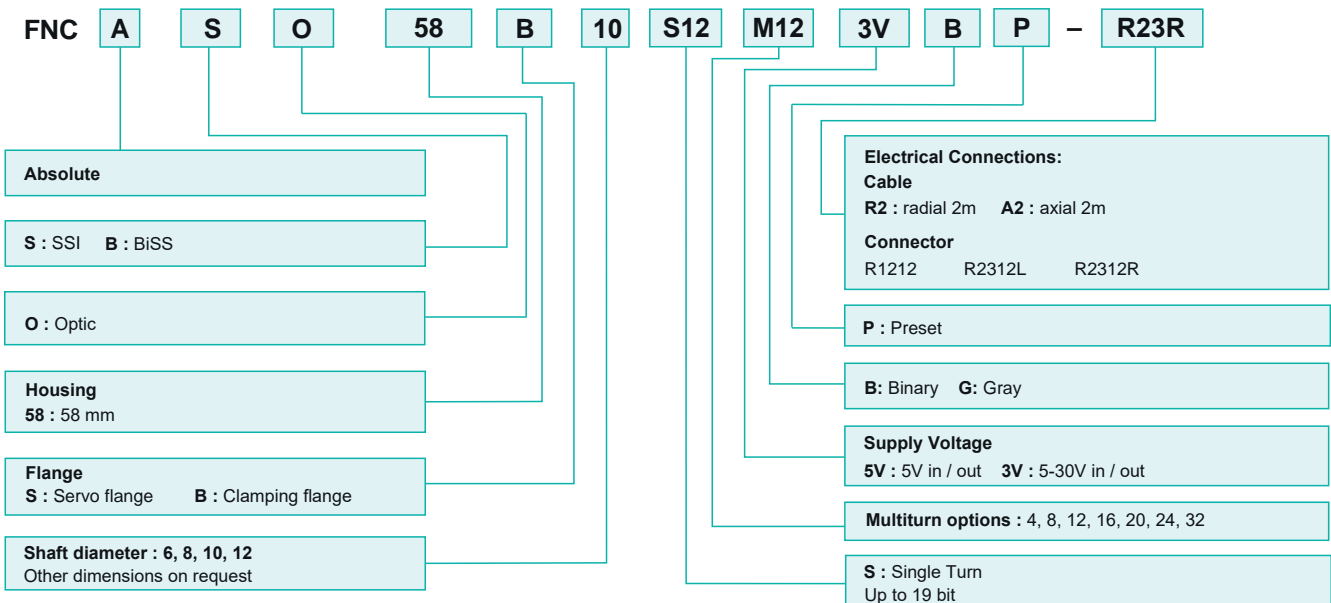 FNC A S O 58 B 10 S12 M12 3V B P – R23R
Absolute
S : SSI B : BiSS
O : Optic
Housing
58 : 58 mm
Flange
S : Servo flange B : Clamping flange
Shaft diameter : 6, 8, 10, 12
Other dimensions on request
Electrical Connections:
Cable
R2 : radial 2m A2 : axial 2m
Connector
R1212 R2312L R2312R
P : Preset
B: Binary G: Gray
Supply Voltage
5V : 5V in / out 3V : 5-30V in / out
Multiturn options : 4, 8, 12, 16, 20, 24, 32
S : Single Turn
Up to 19 bit